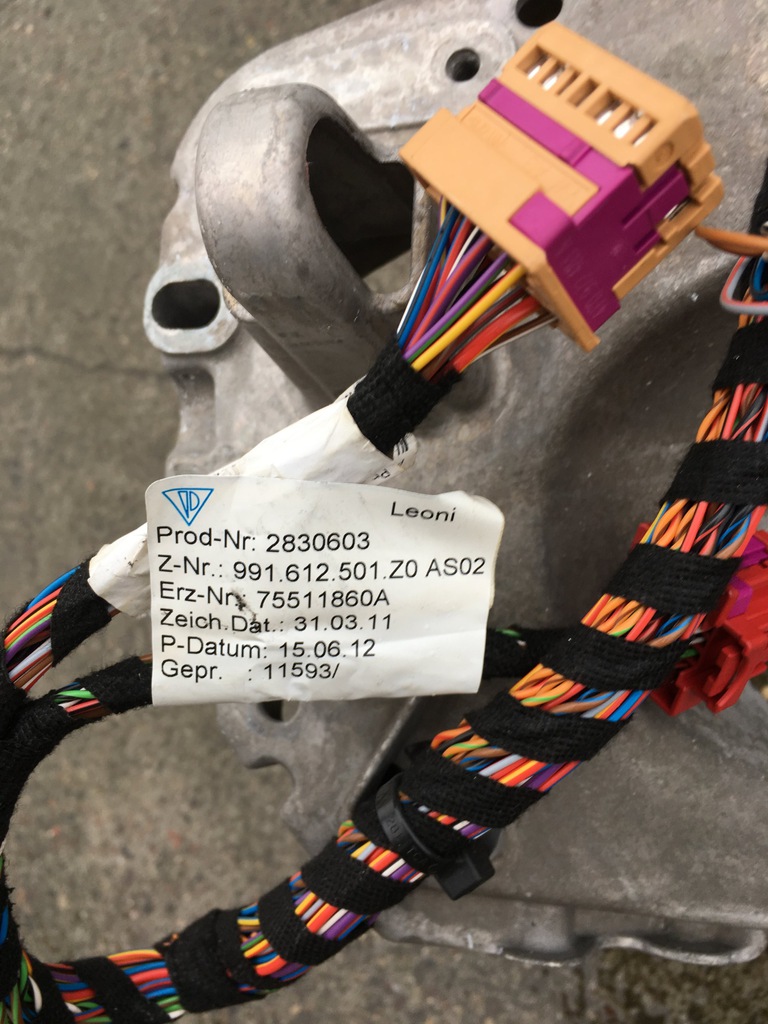 Leoni
Prod-Nr: 2830603
Z-Nr.: 991.612.501.Z0 AS02
Erz-Nr.: 75511860A
Zeich.Dat.: 31.03.11
P-Datum: 15.06.12
Gepr. : 11593/